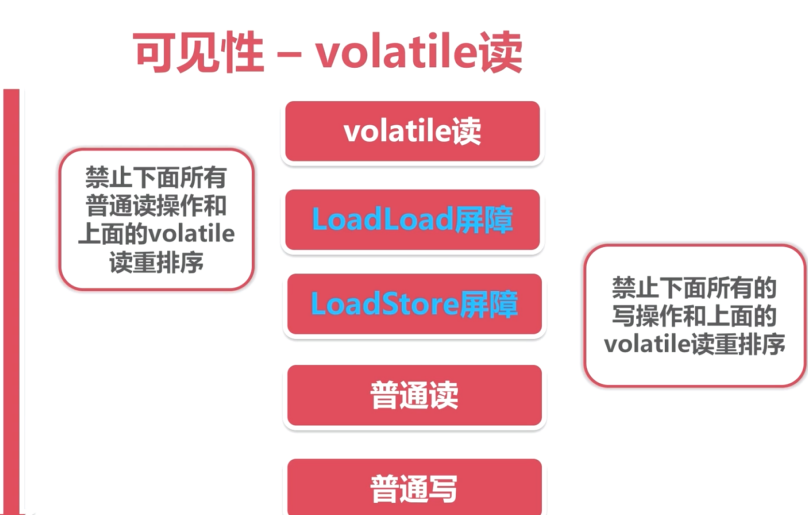 可见性 – volatile读
volatile读
禁止下面所有
普通读操作和
上面的volatile
读重排序
LoadLoad屏障
LoadStore屏障
禁止下面所有的
写操作和上面的
volatile读重排序
普通读
普通写